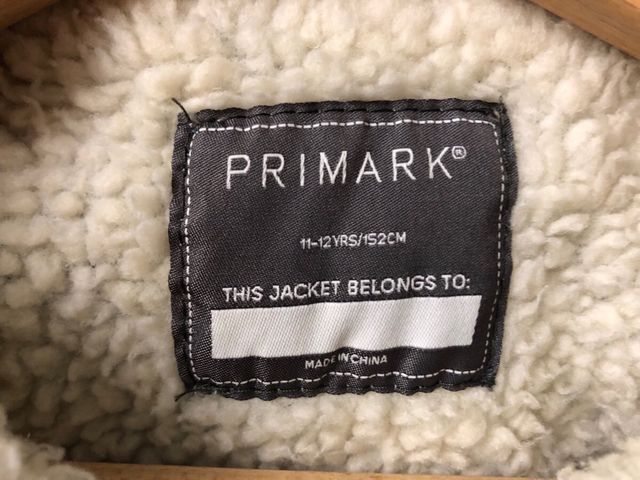 PRIMARK®
11-12YRS/152CM
THIS JACKET BELONGS TO:
MADE IN CHINA